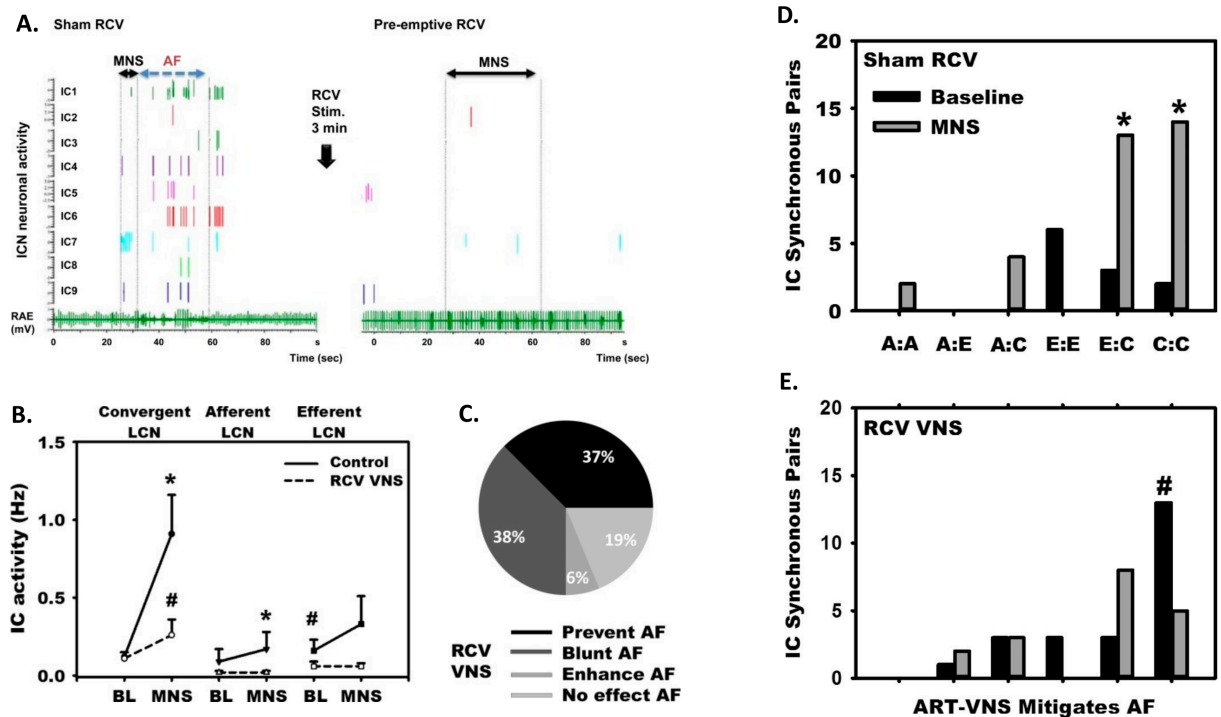 A.
Sham RCV
Pre-emptive RCV
MNS
AF
MNS
RCV
Stim.
3 min
ICN neuronal activity
IC1
IC2
IC3
IC4
IC5
IC6
IC7
IC8
IC9
RAE
(mV)
0 20 40 60 80 s
Time (sec)
0 20 40 60 80 s
Time (sec)
B.
Convergent LCN
Afferent LCN
Efferent LCN
IC activity (Hz)
1.5
1.0
0.5
0.0
Control
RCV VNS
*
#
*
#
BL MNS BL MNS BL MNS
C.
37%
38%
19%
6%
RCV VNS
Prevent AF
Blunt AF
Enhance AF
No effect AF
D.
Sham RCV
Baseline
MNS
IC Synchronous Pairs
20
15
10
5
0
* *
A:A A:E A:C E:E E:C C:C
E.
RCV VNS
IC Synchronous Pairs
20
15
10
5
0
#
ART-VNS Mitigates AF